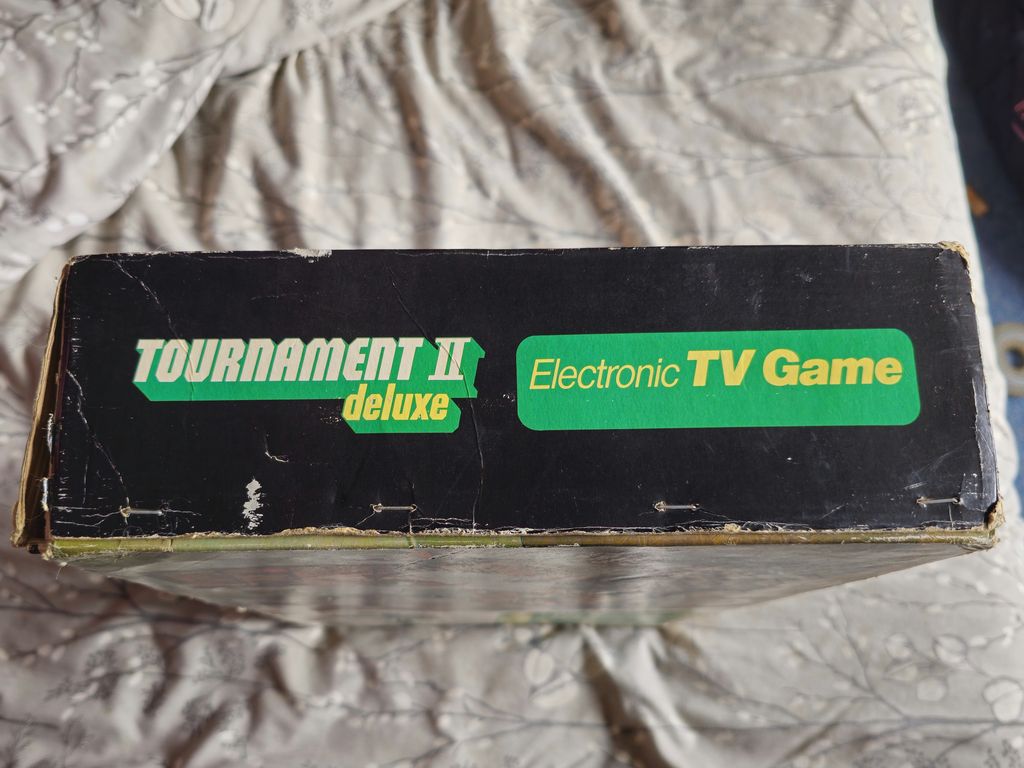 TOURNAMENT II
deluxe
Electronic TV Game